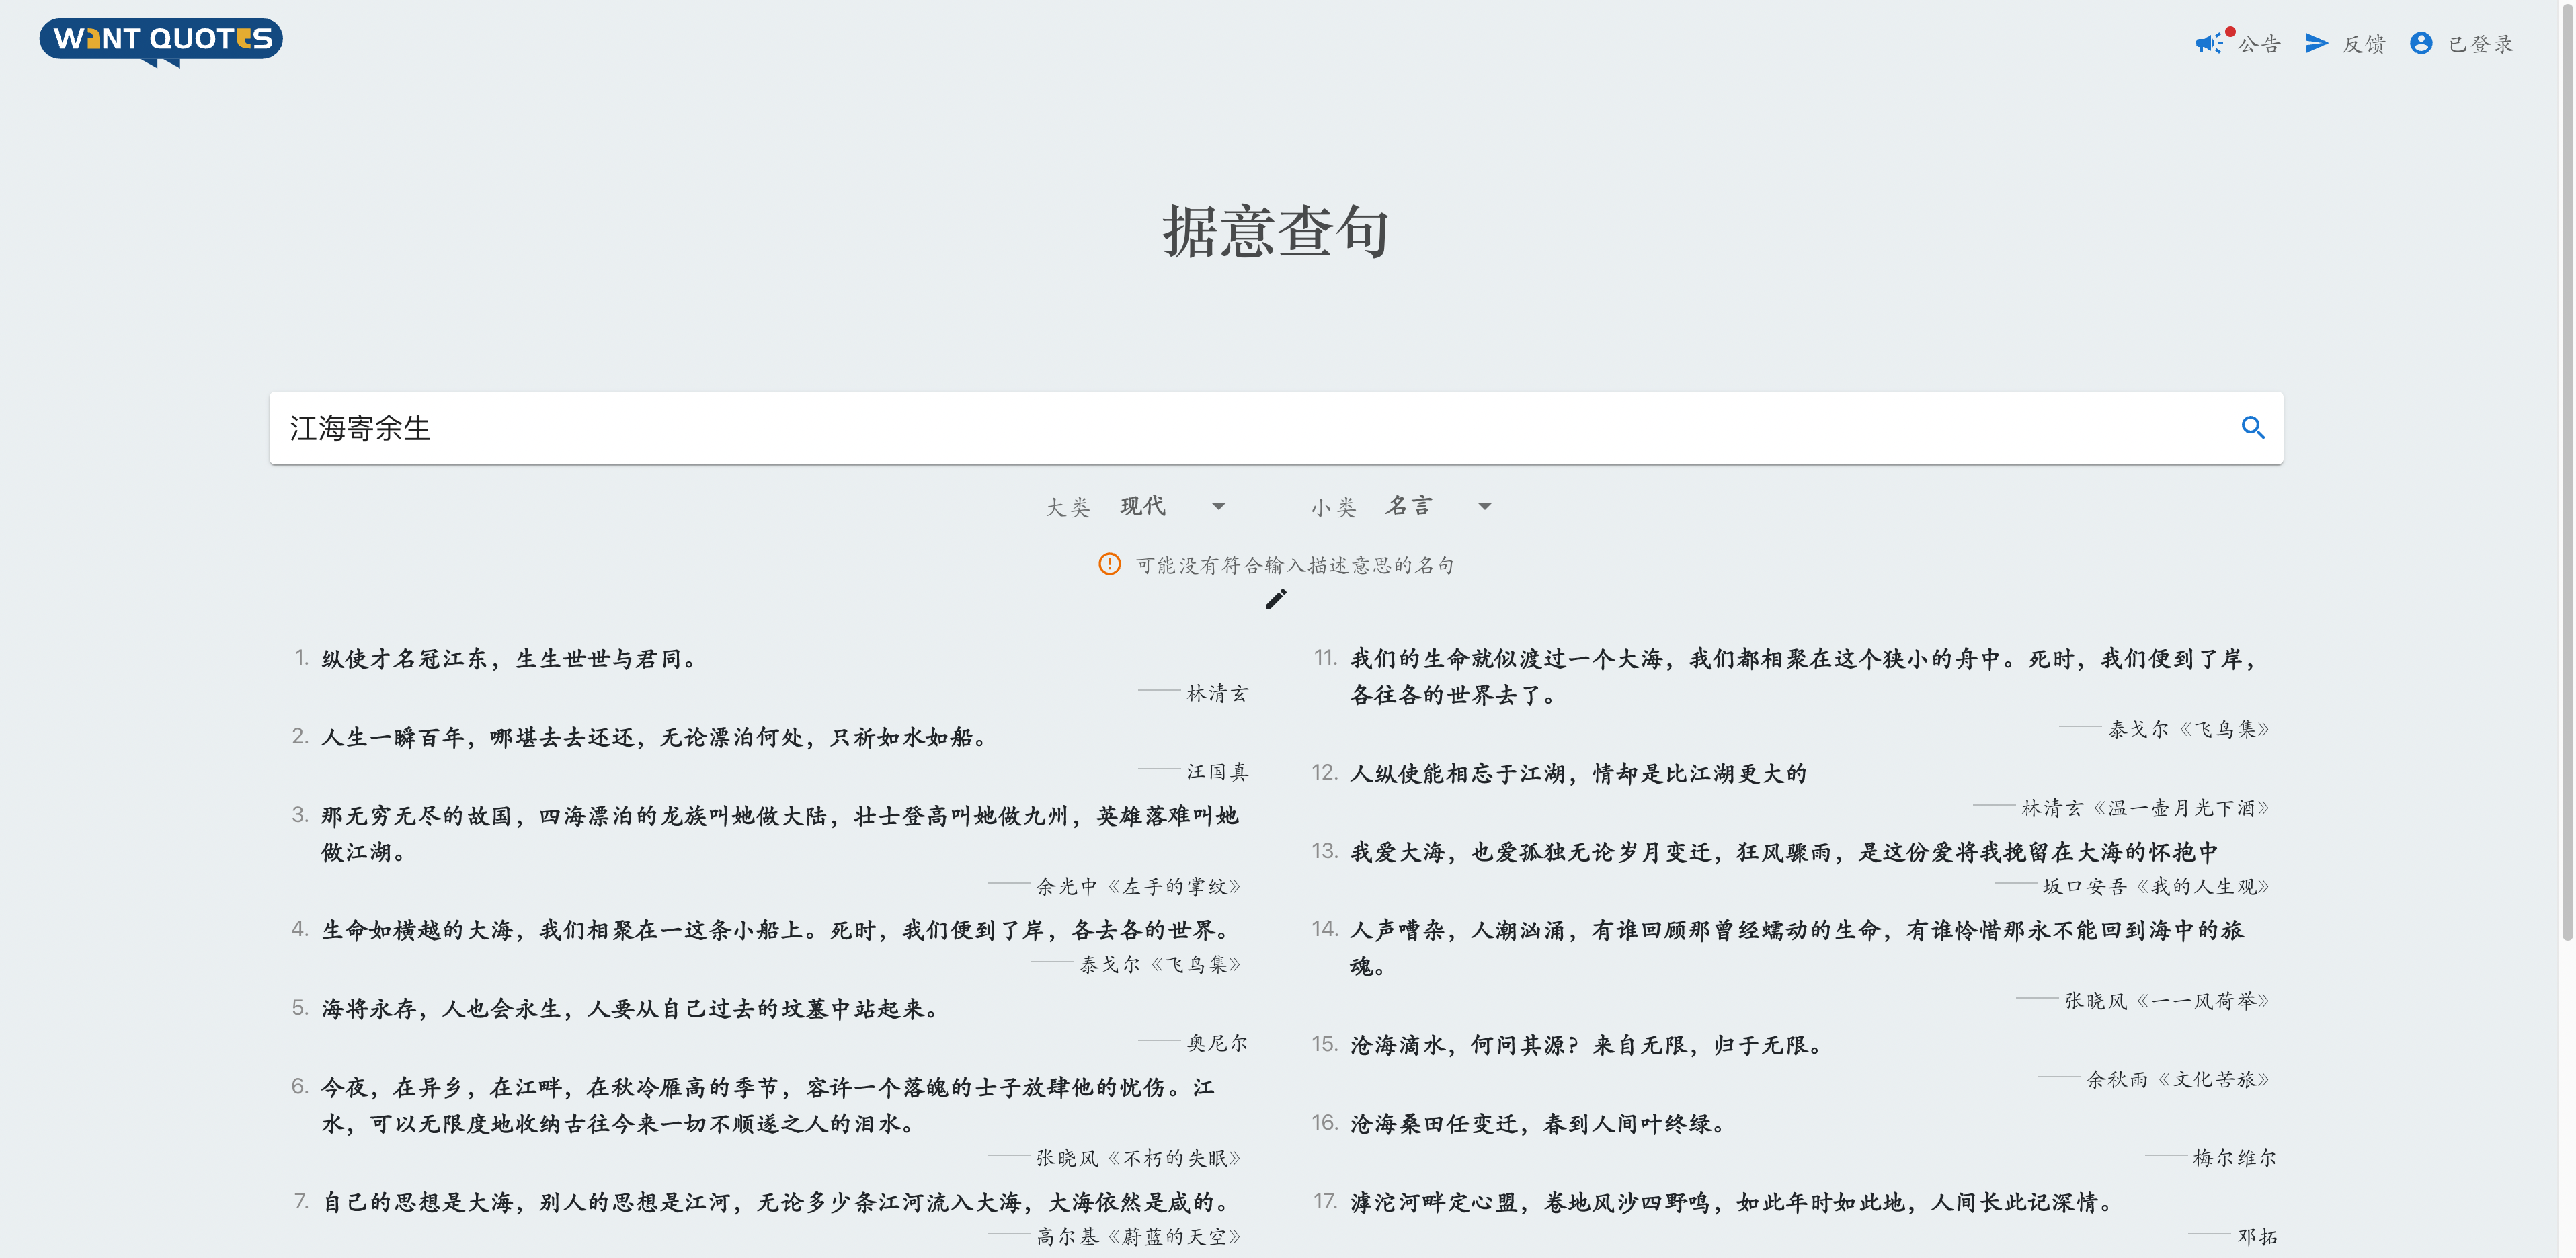 WANT QUOTES
公告
反馈
已登录
据意查句
江海寄余生
大类 现代
小类 名言
可能没有符合输入描述意思的名句
1. 纵使才名冠江东，生生世世与君同。
——林清玄
2. 人生一瞬百年，哪堪去去还还，无论漂泊何处，只祈如水如船。
——汪国真
3. 那无穷无尽的故国，四海漂泊的龙族叫她做大陆，壮士登高叫她做九州，英雄落难叫她
做江湖。
——余光中《左手的掌纹》
4. 生命如横越的大海，我们相聚在一这条小船上。死时，我们便到了岸，各去各的世界。
——泰戈尔《飞鸟集》
5. 海将永存，人也会永生，人要从自己过去的坟墓中站起来。
——奥尼尔
6. 今夜，在异乡，在江畔，在秋冷雁高的季节，容许一个落魄的士子放肆他的忧伤。江
水，可以无限度地收纳古往今来一切不顺遂之人的泪水。
——张晓风《不朽的失眠》
7. 自己的思想是大海，别人的思想是江河，无论多少条江河流入大海，大海依然是咸的。
——高尔基《蔚蓝的天空》
11. 我们的生命就似渡过一个大海，我们都相聚在这个狭小的舟中。死时，我们便到了岸，
各往各的世界去了。
——泰戈尔《飞鸟集》
12. 人纵使能相忘于江湖，情却是比江湖更大的
——林清玄《温一壶月光下酒》
13. 我爱大海，也爱孤独无论岁月变迁，狂风骤雨，是这份爱将我挽留在大海的怀抱中
——坂口安吾《我的人生观》
14. 人声嘈杂，人潮汹涌，有谁回顾那曾经蠕动的生命，有谁怜惜那永不能回到海中的旅
魂。
——张晓风《一一风荷举》
15. 沧海滴水，何问其源？来自无限，归于无限。
——余秋雨《文化苦旅》
16. 沧海桑田任变迁，春到人间叶终绿。
——梅尔维尔
17. 滹沱河畔定心盟，卷地风沙四野鸣，如此年时如此地，人间长此记深情。
——邓拓